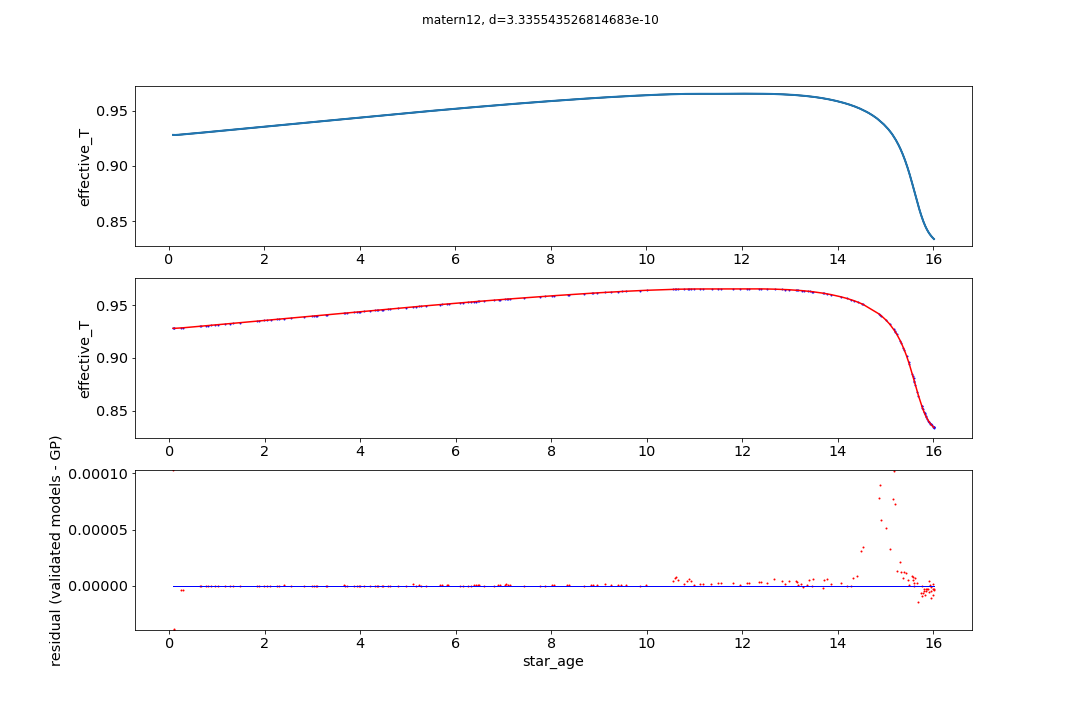 matern12, d=3.335543526814683e-10
effective_T
0.95
0.90
0.85
0 2 4 6 8 10 12 14 16
effective_T
0.95
0.90
0.85
0 2 4 6 8 10 12 14 16
residual (validated models - GP)
0.00010
0.00005
0.00000
0 2 4 6 8 10 12 14 16
star_age